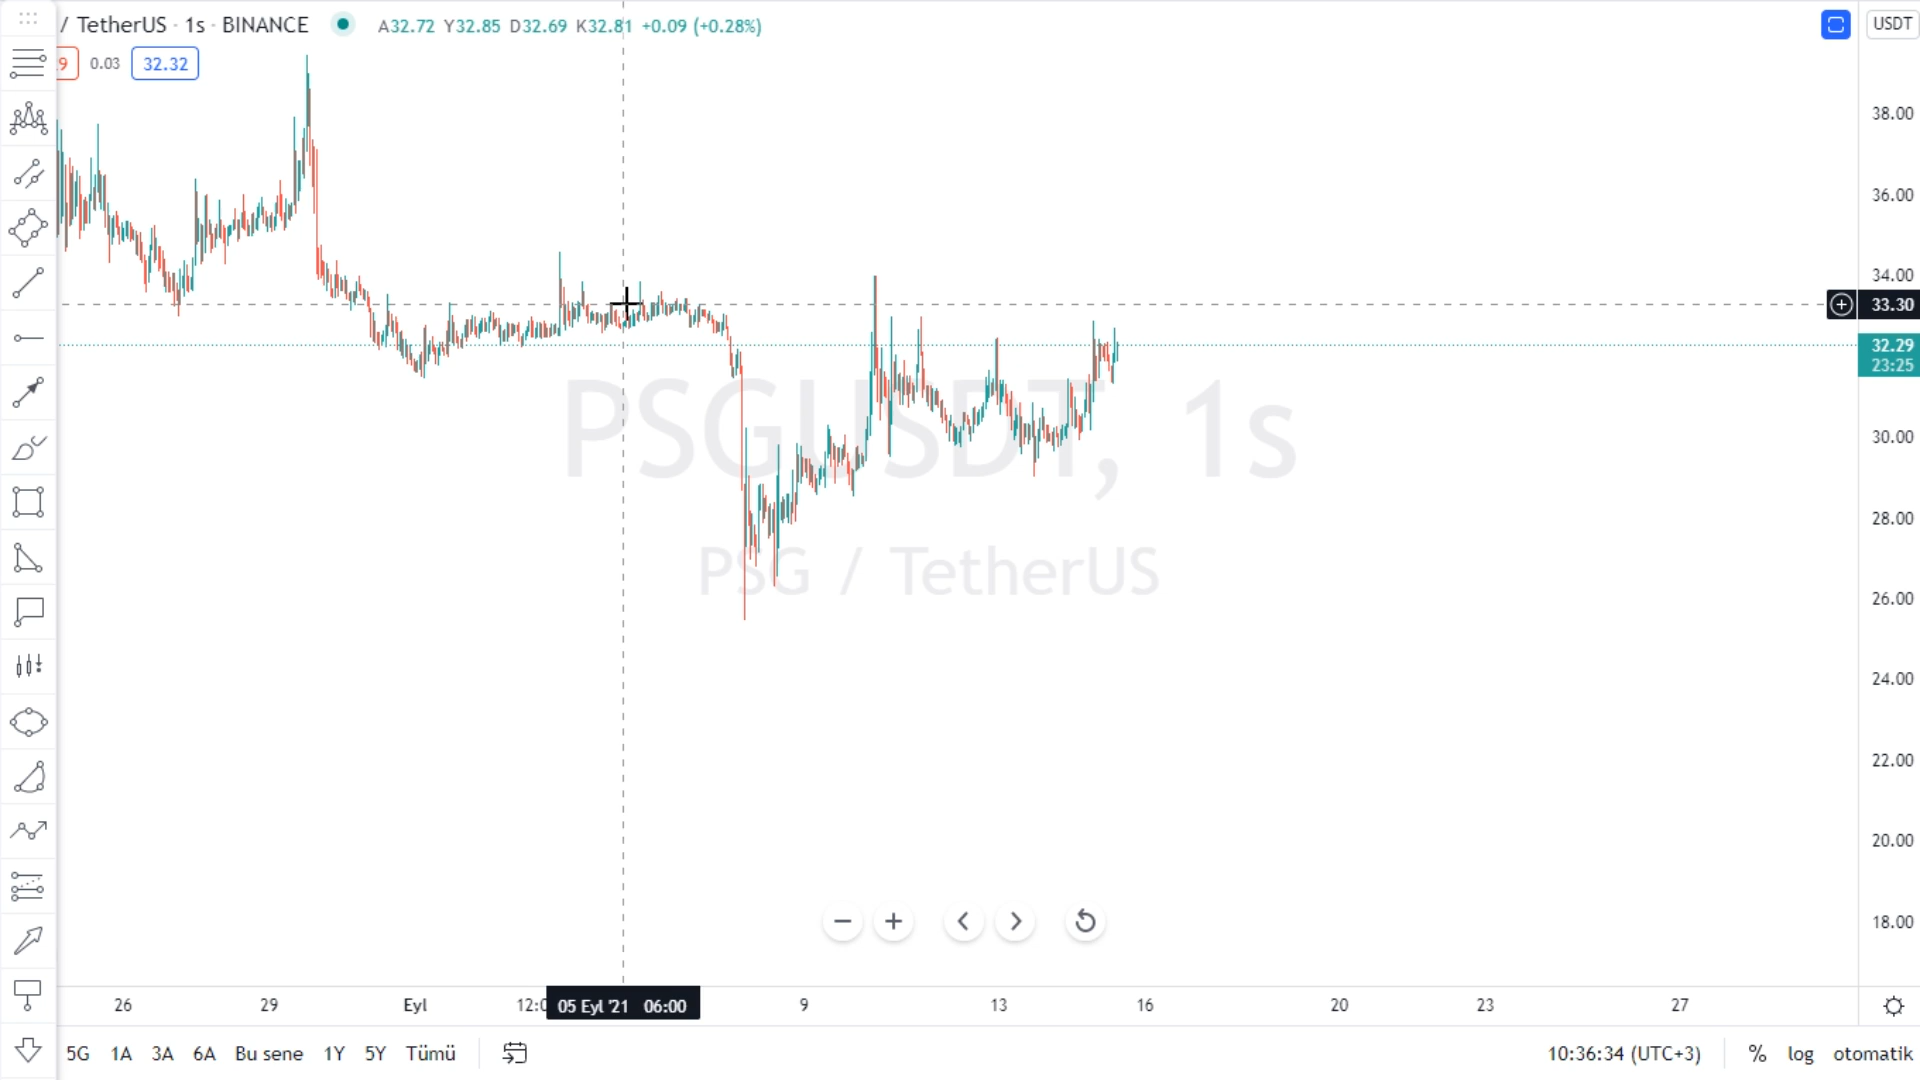 / TetherUS · 1s · BINANCE A32.72 Y32.85 D32.69 K32.81 +0.09 (+0.28%)
USDT
9 0.03 32.32
38.00
36.00
34.00
33.30
32.29
23:25
30.00
28.00
26.00
24.00
22.00
20.00
18.00
PSGUSDT, 1s
PSG / TetherUS
26 29 Eyl 12:0 05 Eyl '21 06:00 9 13 16 20 23 27
5G 1A 3A 6A Bu sene 1Y 5Y Tümü 10:36:34 (UTC+3) % log otomatik